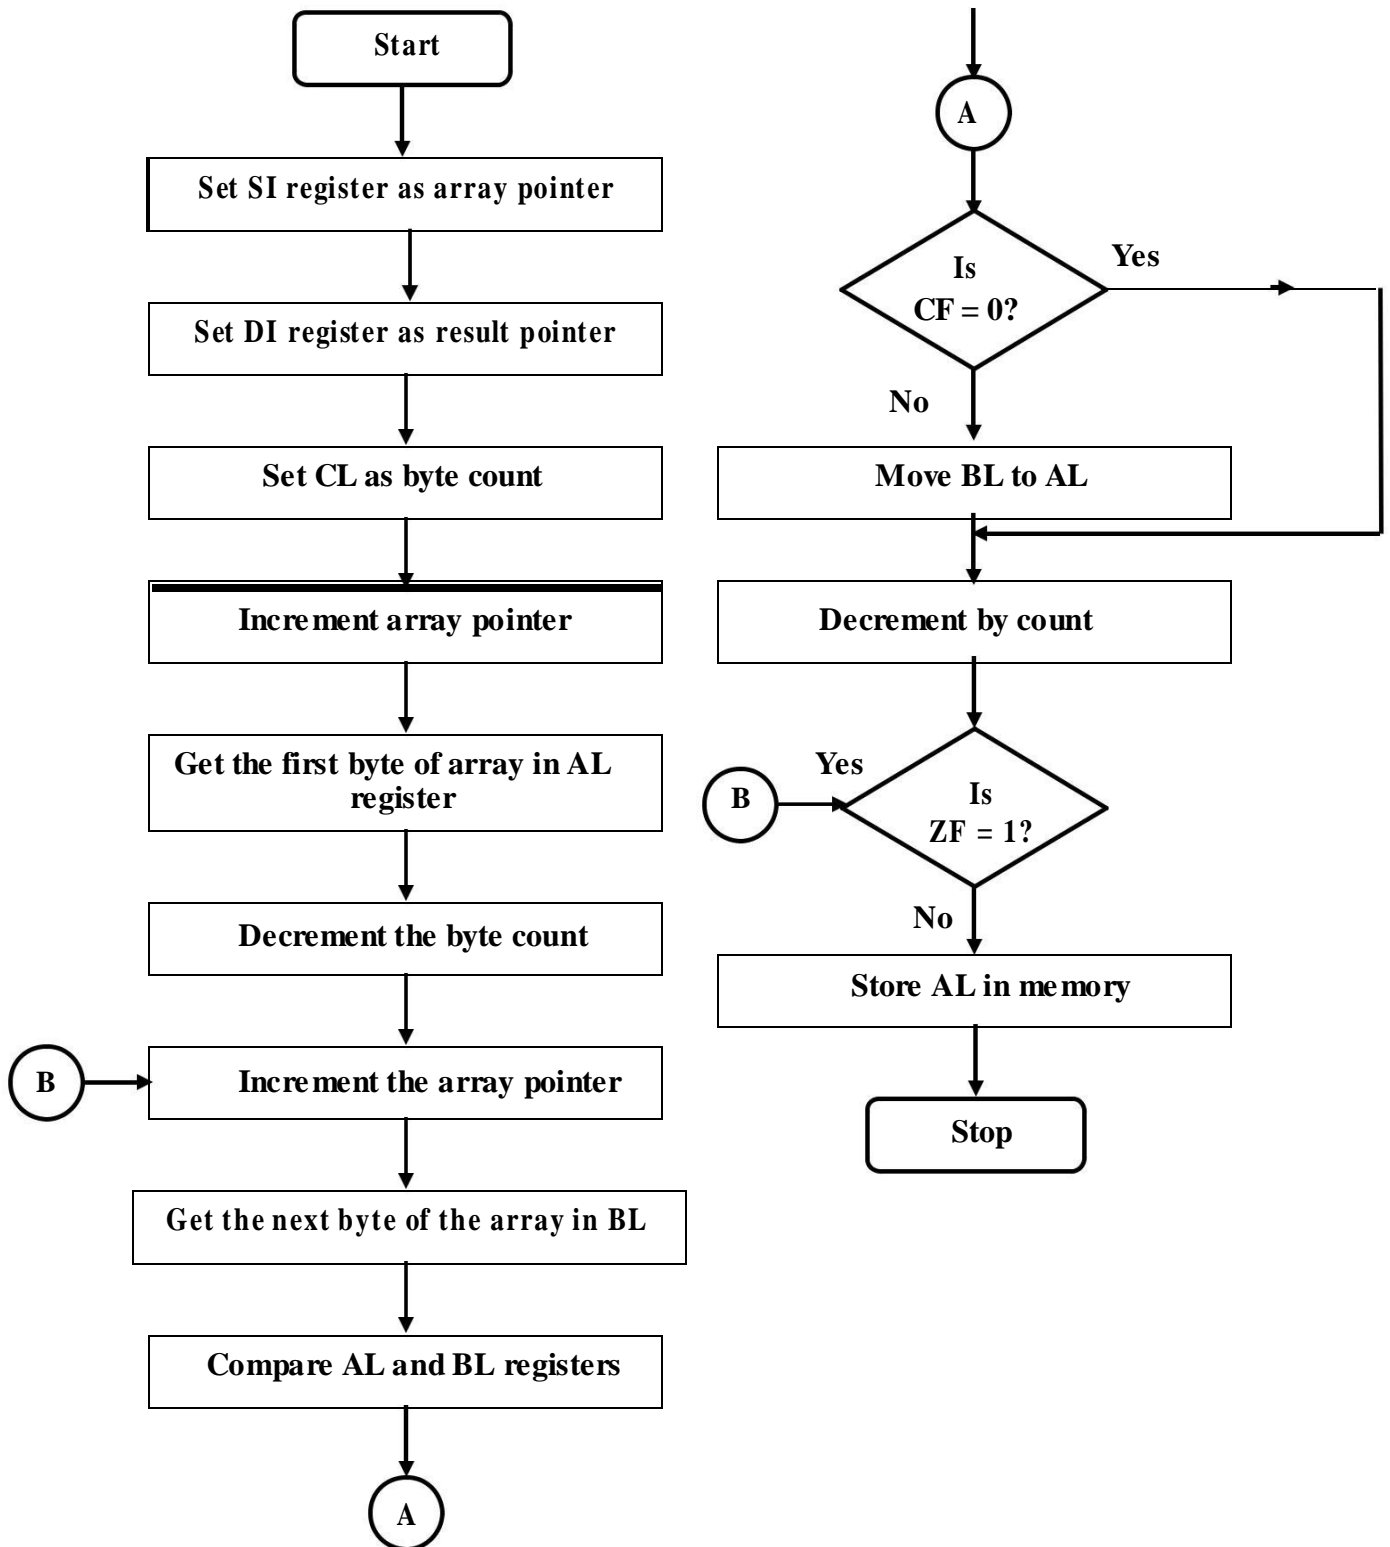 Start
Set SI register as array pointer
Set DI register as result pointer
Set CL as byte count
Increment array pointer
Get the first byte of array in AL
register
Decrement the byte count
B
Increment the array pointer
Get the next byte of the array in BL
Compare AL and BL registers
A
A
Is
CF = 0?
Yes
No
Move BL to AL
Decrement by count
B
Yes
Is
ZF = 1?
No
Store AL in memory
Stop